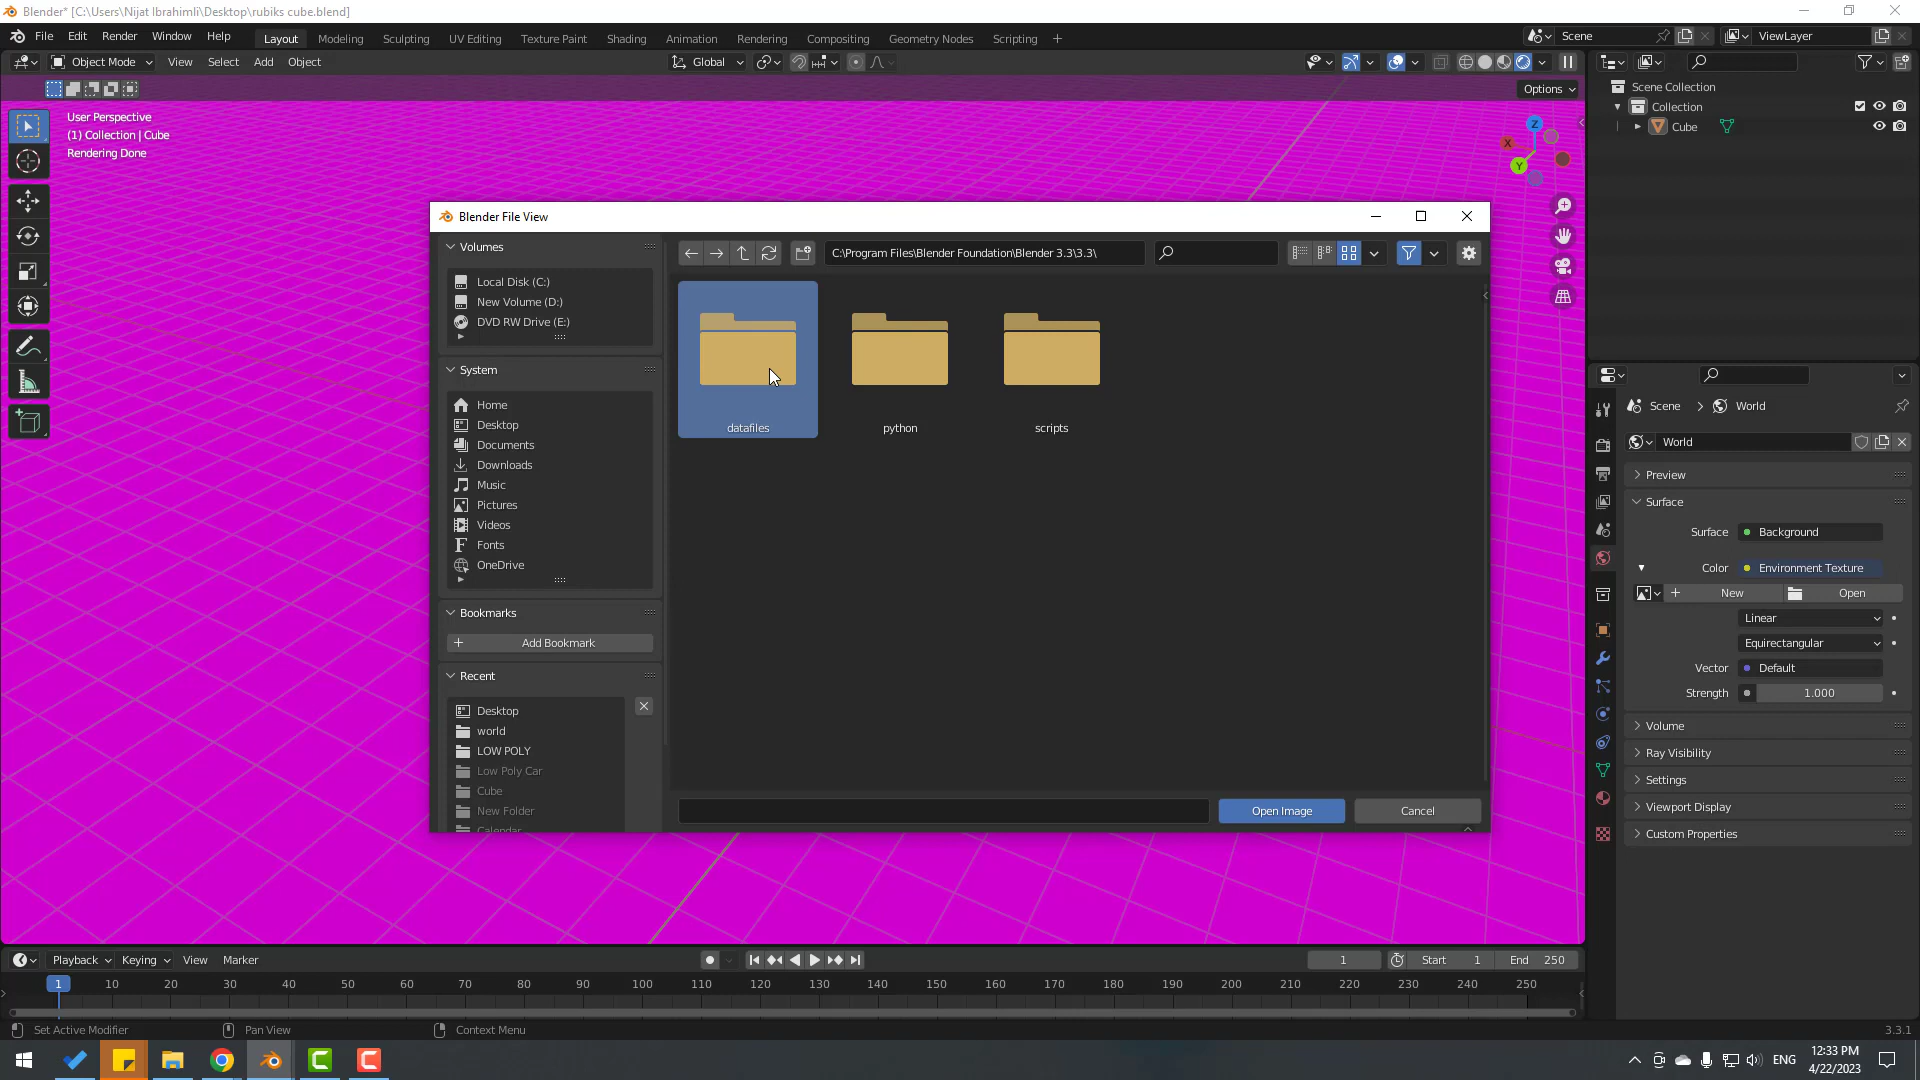 Blender* [C:\Users\Nijat Ibrahimli\Desktop\rubiks cube.blend]
File Edit Render Window Help Layout Modeling Sculpting UV Editing Texture Paint Shading Animation Rendering Compositing Geometry Nodes Scripting + Scene ViewLayer
Object Mode View Select Add Object Global
Options
User Perspective
(1) Collection | Cube
Rendering Done
Z
X
Y
Scene Collection
Collection
Cube
Blender File View
Volumes
Local Disk (C:)
New Volume (D:)
DVD RW Drive (E:)
System
Home
Desktop
Documents
Downloads
Music
Pictures
Videos
Fonts
OneDrive
Bookmarks
+ Add Bookmark
Recent
Desktop
world
LOW POLY
Low Poly Car
Cube
New Folder
Calendar
C:\Program Files\Blender Foundation\Blender 3.3\3.3\
datafiles python scripts
Open Image Cancel
Scene > World
World
Preview
Surface
Surface Background
Color Environment Texture
+ New Open
Linear
Equirectangular
Vector Default
Strength 1.000
Volume
Ray Visibility
Settings
Viewport Display
Custom Properties
Playback Keying View Marker 1 Start 1 End 250
1 10 20 30 40 50 60 70 80 90 100 110 120 130 140 150 160 170 180 190 200 210 220 230 240 250
Set Active Modifier Pan View Context Menu 3.3.1
ENG
12:33 PM
4/22/2023